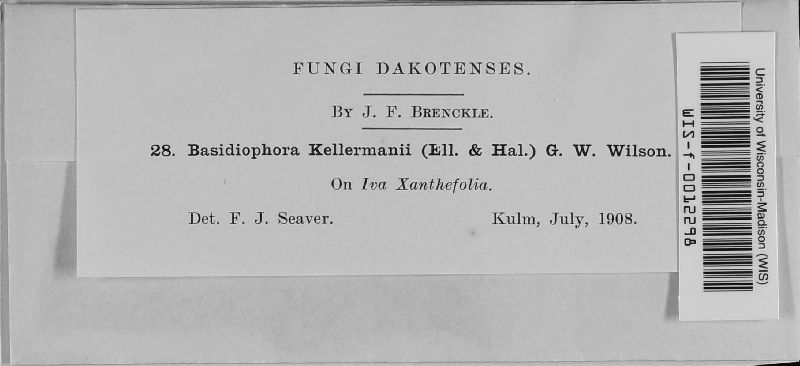 FUNGI DAKOTENSES.
BY J. F. BRENCKLE.
28. Basidiophora Kellermanii (Ell. & Hal.) G. W. Wilson.
On Iva Xanthefolia.
Det. F. J. Seaver. Kulm, July, 1908.
WIS-f-0012298
University of Wisconsin-Madison (WIS)